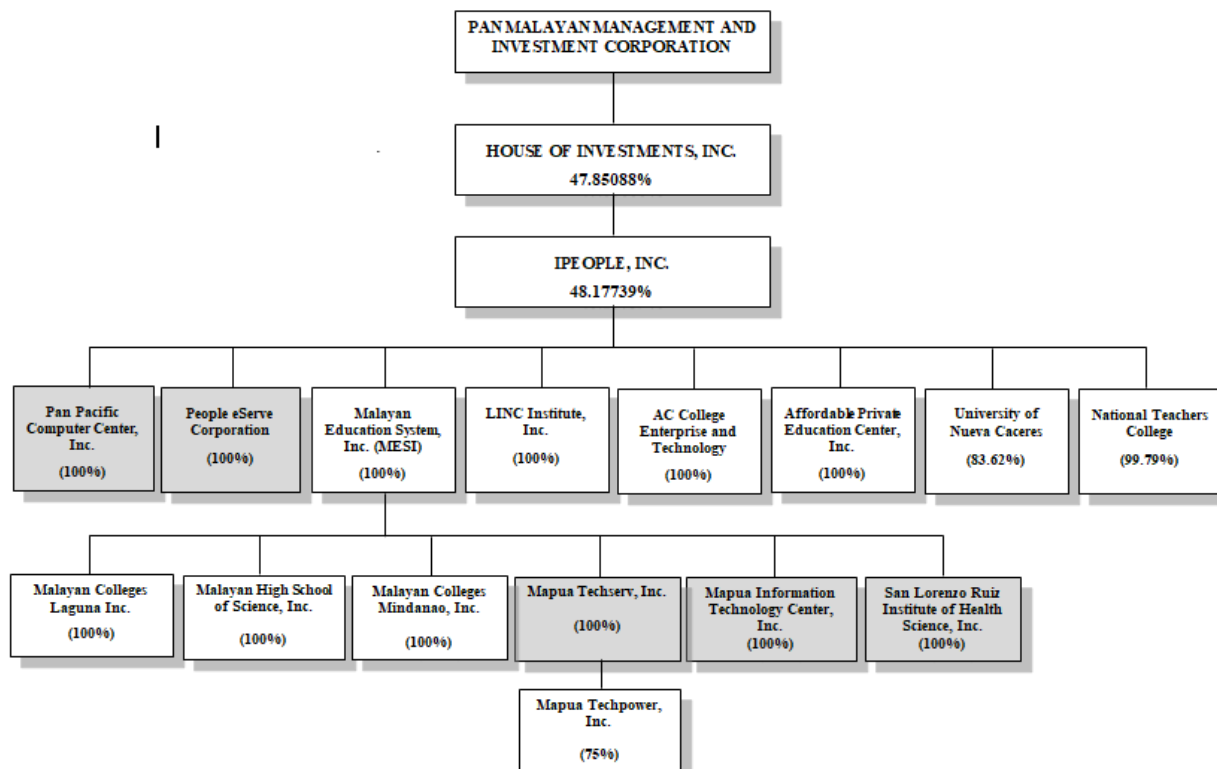 PAN MALAYAN MANAGEMENT AND
INVESTMENT CORPORATION
HOUSE OF INVESTMENTS, INC.
47.85088%
IPEOPLE, INC.
48.17739%
Pan Pacific
Computer Center,
Inc.
(100%)
People eServe
Corporation
(100%)
Malayan
Education System,
Inc. (MESI)
(100%)
LINC Institute,
Inc.
(100%)
AC College
Enterprise and
Technology
(100%)
Affordable Private
Education Center,
Inc.
(100%)
University of
Nueva Caceres
(83.62%)
National Teachers
College
(99.79%)
Malayan Colleges
Laguna Inc.
(100%)
Malayan High School
of Science, Inc.
(100%)
Malayan Colleges
Mindanao, Inc.
(100%)
Mapua Techserv, Inc.
(100%)
Mapua Information
Technology Center,
Inc.
(100%)
San Lorenzo Ruiz
Institute of Health
Science, Inc.
(100%)
Mapua Techpower,
Inc.
(75%)